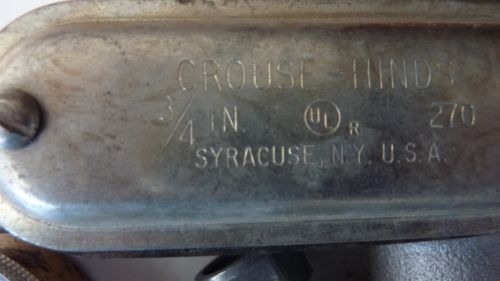 CROUSE-HINDS
3/4 IN. UL R 270
SYRACUSE, N.Y. U.S.A.